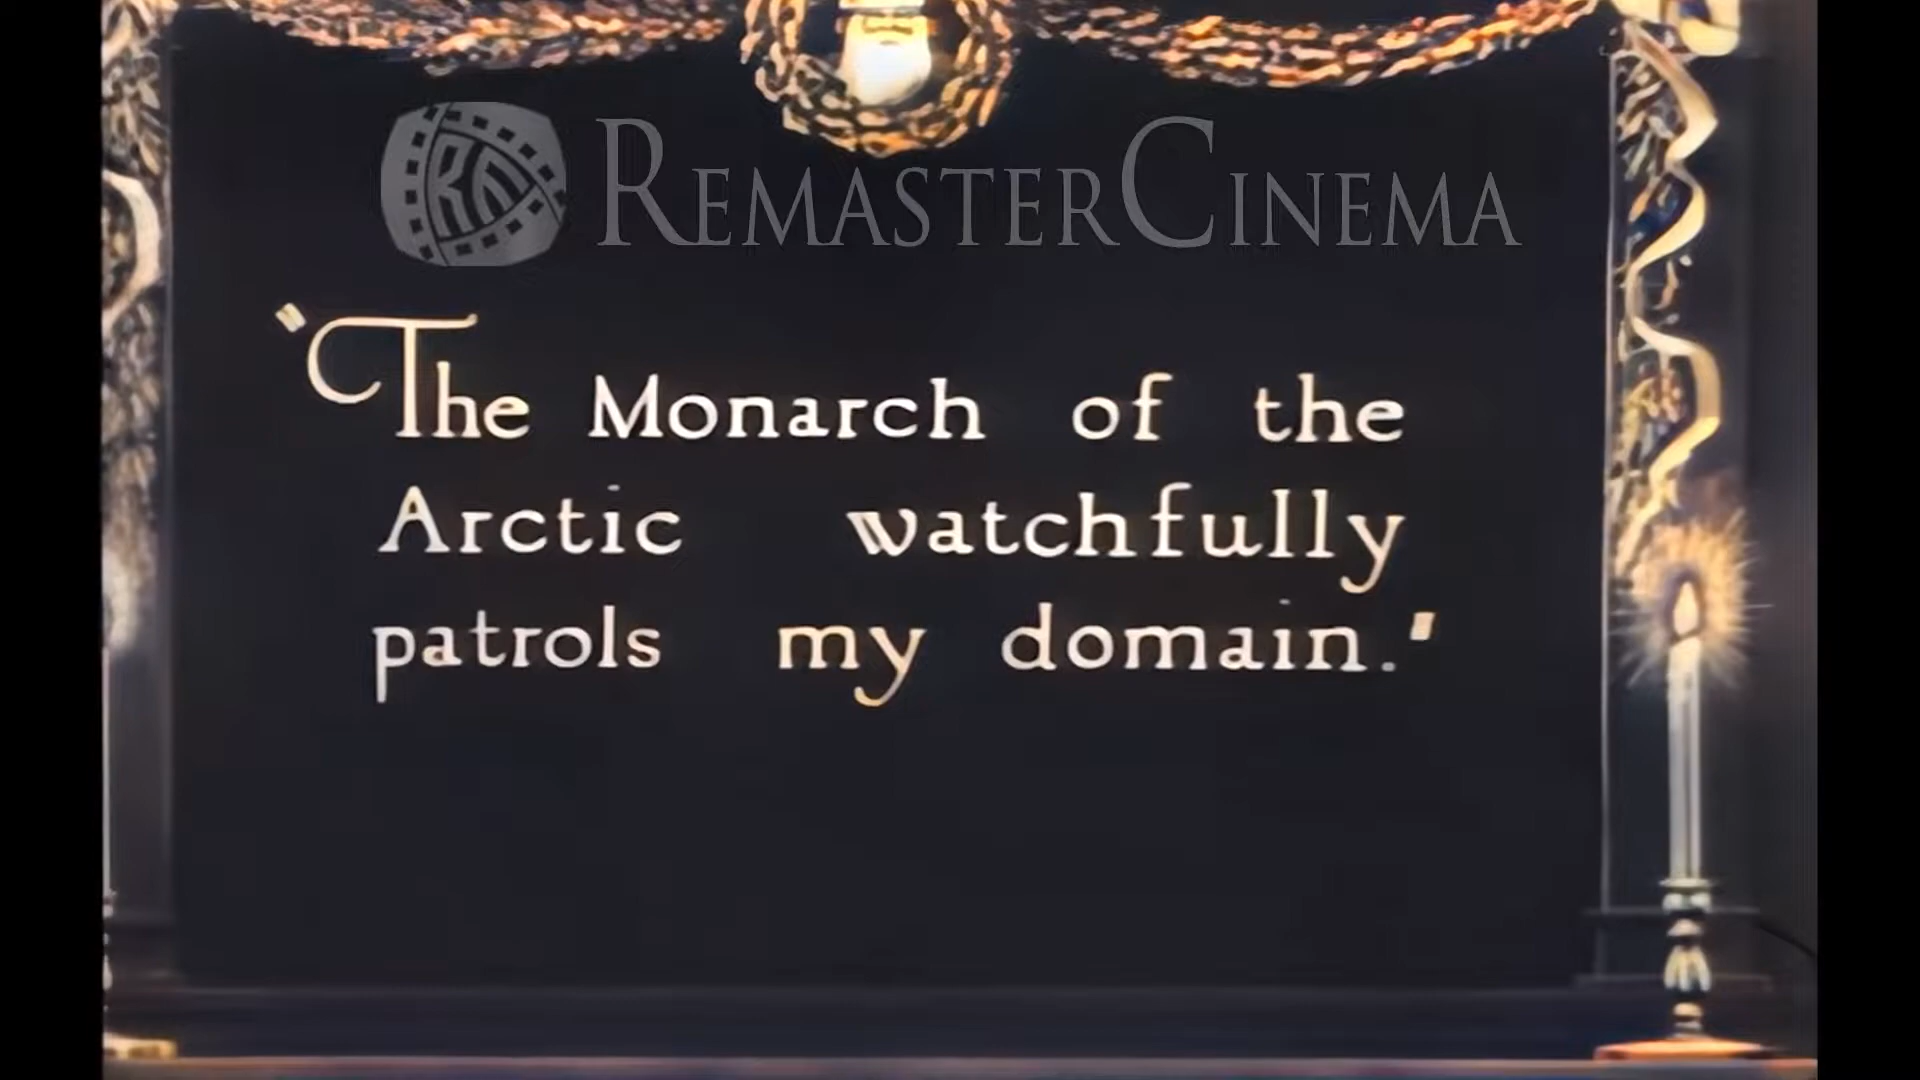 REMASTERCINEMA
"The Monarch of the
Arctic watchfully
patrols my domain."